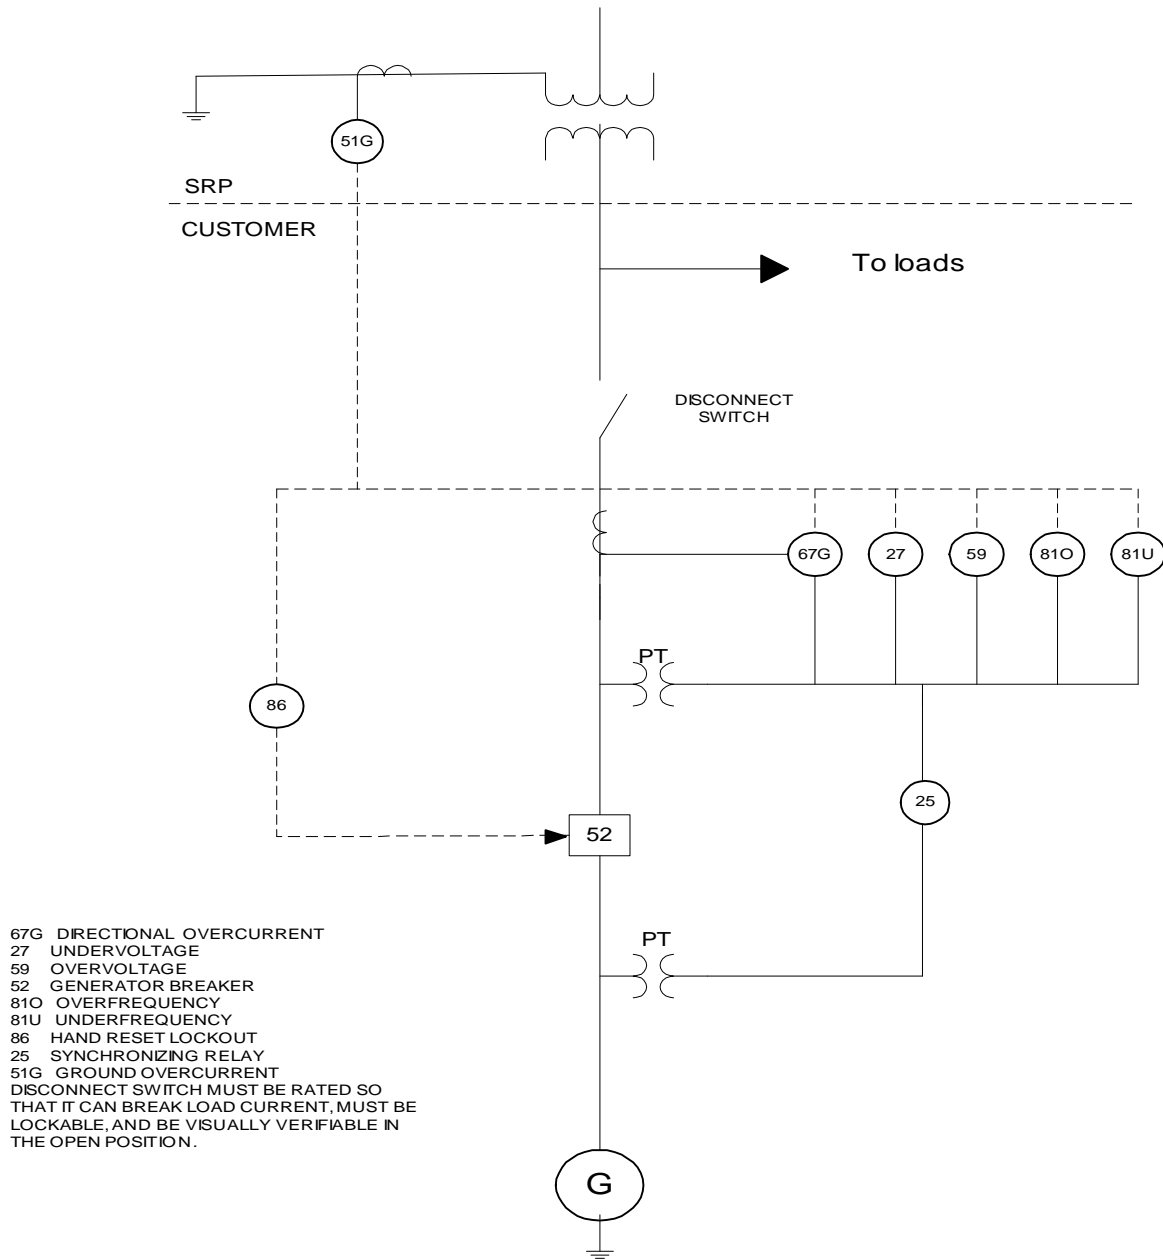 51G
SRP
CUSTOMER
To loads
DISCONNECT
SWITCH
67G
27
59
81O
81U
PT
86
25
52
PT
67G DIRECTIONAL OVERCURRENT
27 UNDERVOLTAGE
59 OVERVOLTAGE
52 GENERATOR BREAKER
81O OVERFREQUENCY
81U UNDERFREQUENCY
86 HAND RESET LOCKOUT
25 SYNCHRONIZING RELAY
51G GROUND OVERCURRENT
DISCONNECT SWITCH MUST BE RATED SO
THAT IT CAN BREAK LOAD CURRENT, MUST BE
LOCKABLE, AND BE VISUALLY VERIFIABLE IN
THE OPEN POSITION.
G